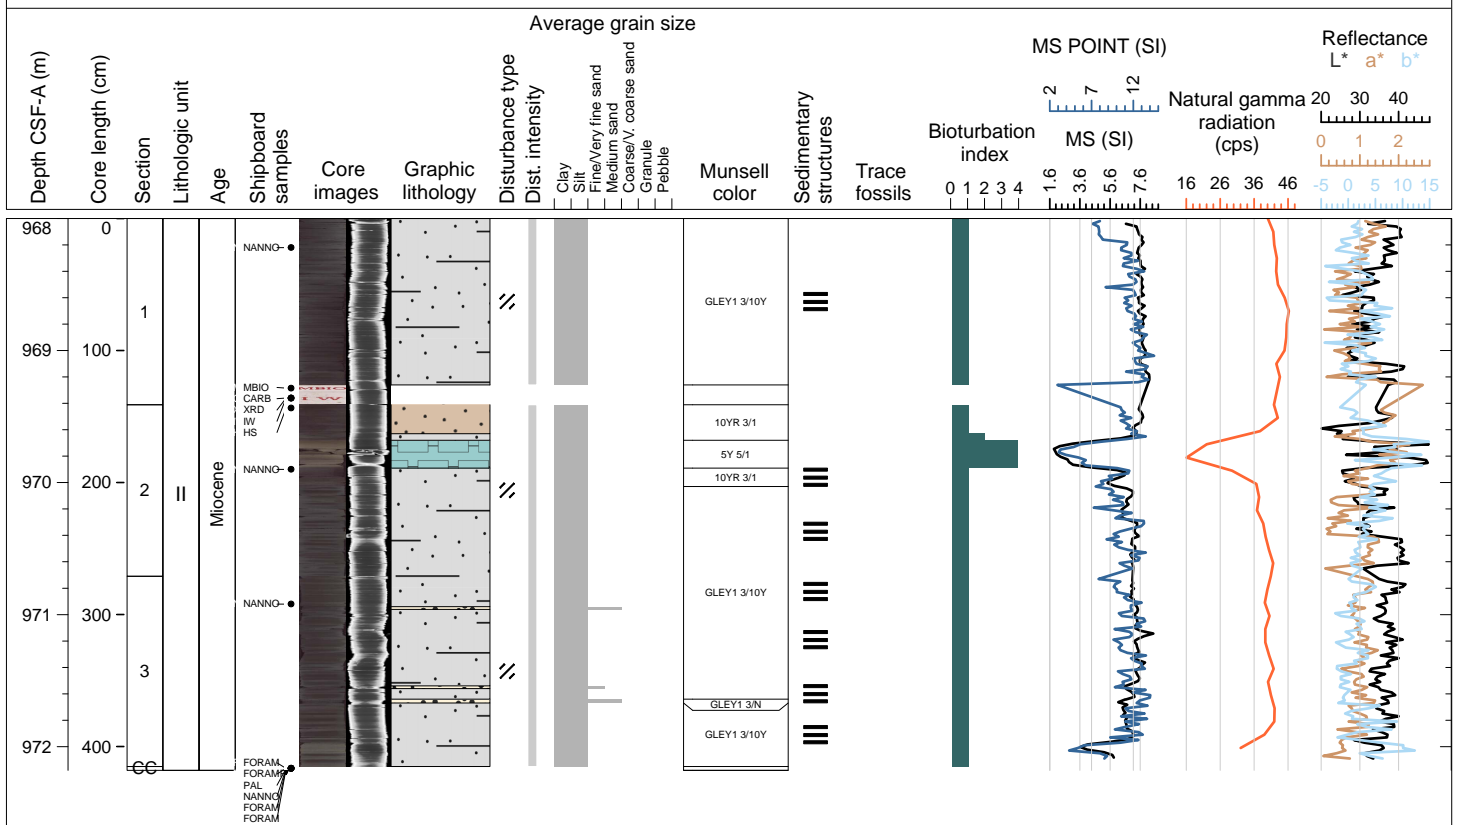 Average grain size
Depth CSF-A (m)
Core length (cm)
Section
Lithologic unit
Age
Shipboard
samples
Core
images
Graphic
lithology
Disturbance type
Dist. intensity
Clay
Silt
Fine/Very fine sand
Medium sand
Coarse/V. coarse sand
Granule
Pebble
Munsell
color
Sedimentary
structures
Trace
fossils
Bioturbation
index
0 1 2 3 4
MS POINT (SI)
2 7 12
MS (SI)
1.6 3.6 5.6 7.6
Natural gamma
radiation
(cps)
16 26 36 46
Reflectance
L* a* b*
20 30 40
0 1 2
-5 0 5 10 15
968
969
970
971
972
0
100
200
300
400
1
2
3
CC
II
Miocene
NANNO
MBIO
CARB
XRD
IW
HS
NANNO
NANNO
FORAM
FORAM
PAL
NANNO
FORAM
FORAM
MBIO
I W
GLEY1 3/10Y
10YR 3/1
5Y 5/1
10YR 3/1
GLEY1 3/10Y
GLEY1 3/N
GLEY1 3/10Y